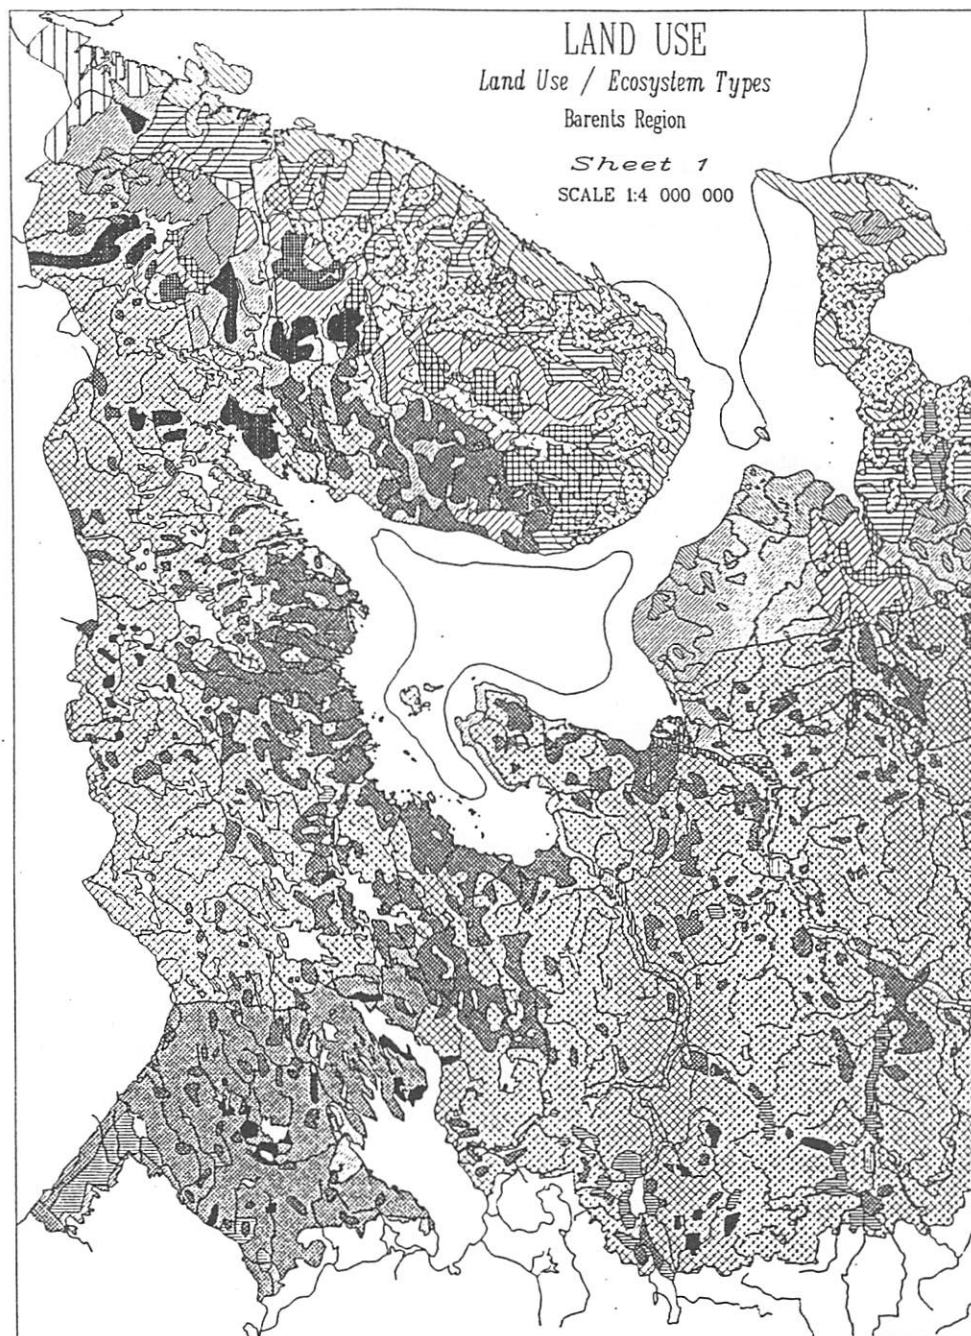 LAND USE
Land Use / Ecosystem Types
Barents Region
Sheet 1
SCALE 1:4 000 000